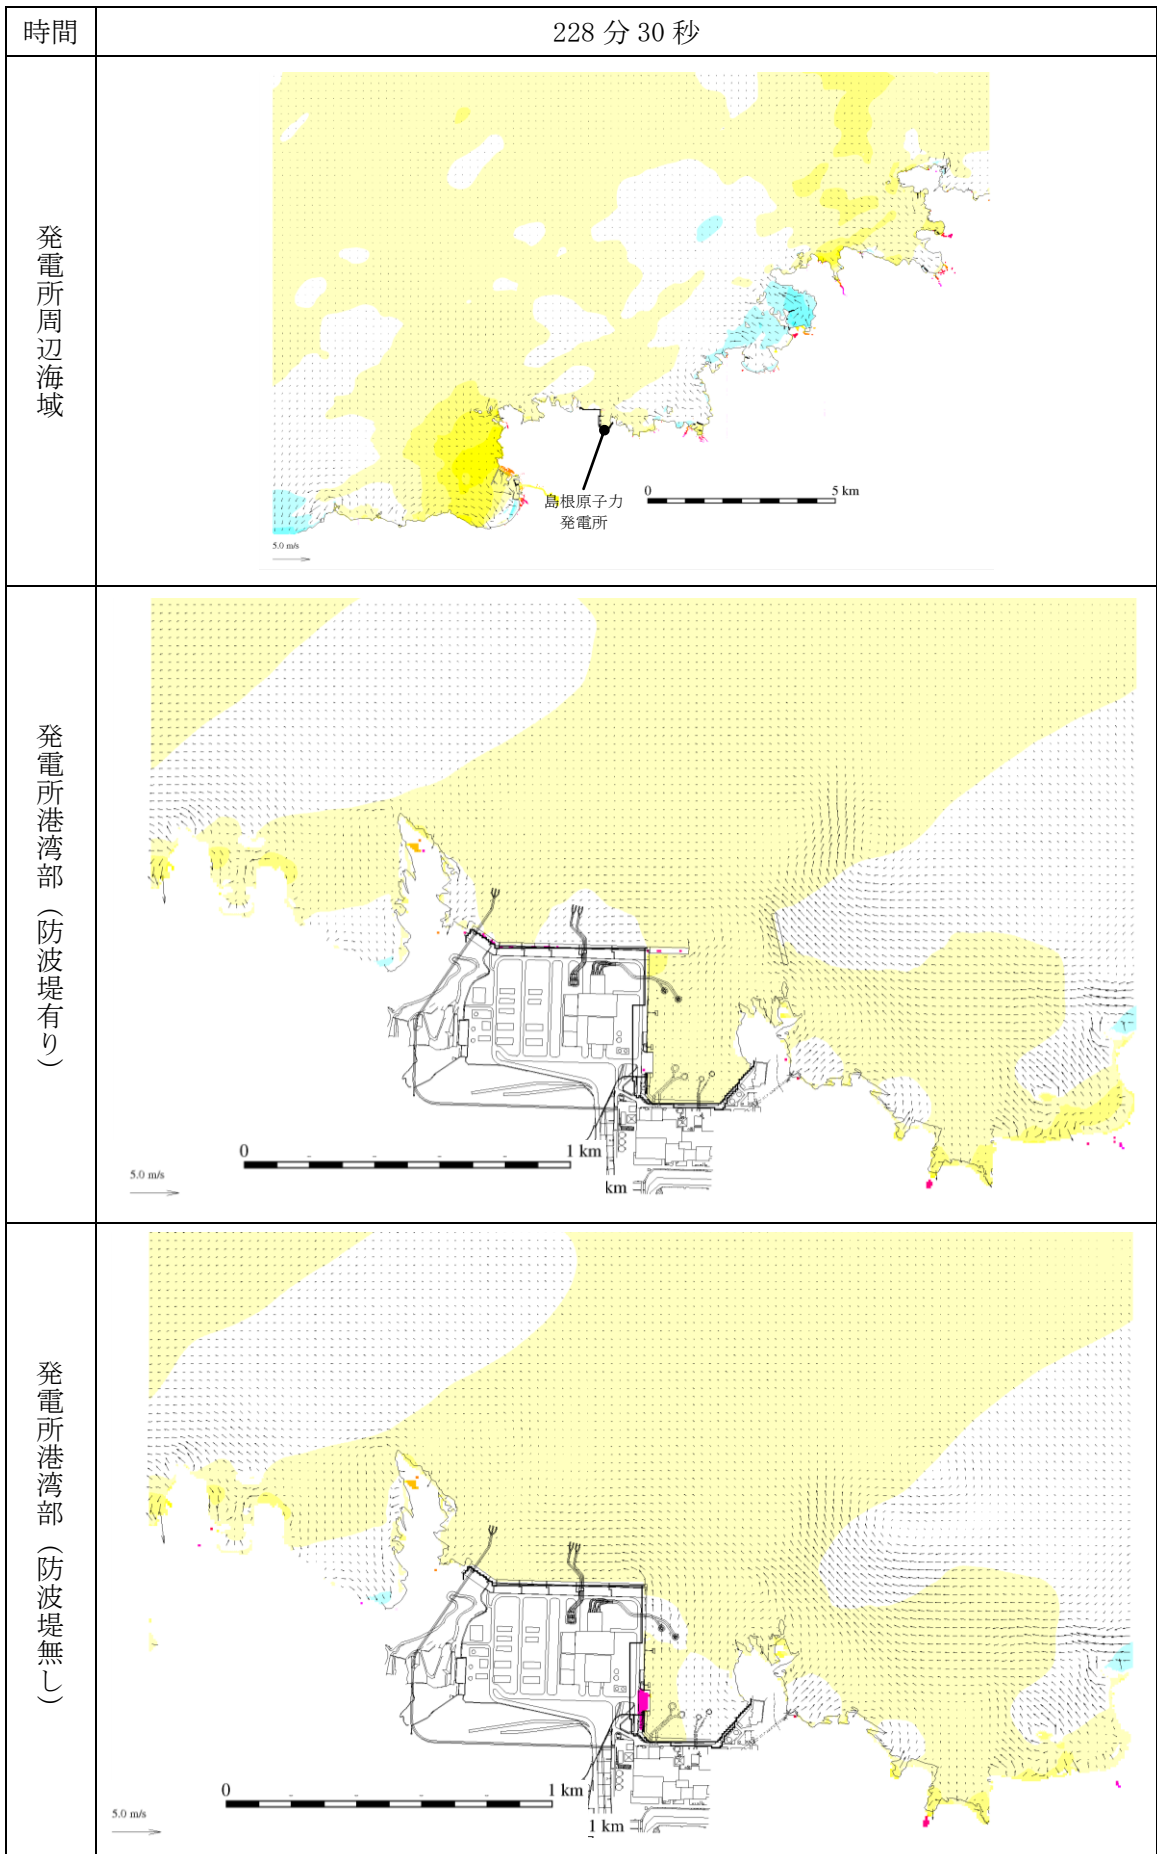 時間
228 分 30 秒
発電所周辺海域
島根原子力
発電所
0
5 km
5.0 m/s
発電所港湾部（防波堤有り）
0
1 km
km
5.0 m/s
発電所港湾部（防波堤無し）
0
1 km
1 km
5.0 m/s